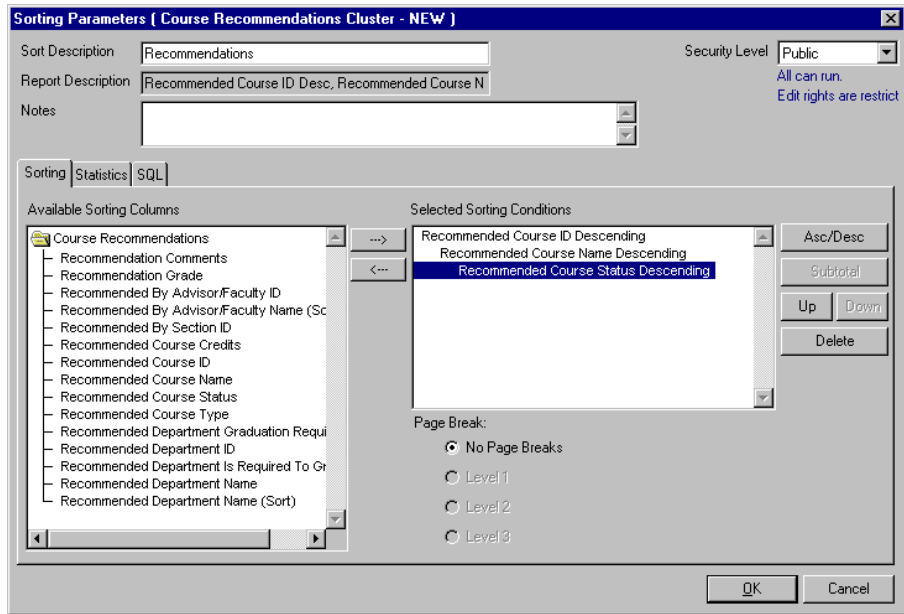 Sorting Parameters ( Course Recommendations Cluster - NEW )
Sort Description
Recommendations
Security Level
Public
Report Description
Recommended Course ID Desc, Recommended Course N
All can run.
Edit rights are restrict
Notes
Sorting
Statistics
SQL
Available Sorting Columns
Course Recommendations
Recommendation Comments
Recommendation Grade
Recommended By Advisor/Faculty ID
Recommended By Advisor/Faculty Name (Sc
Recommended By Section ID
Recommended Course Credits
Recommended Course ID
Recommended Course Name
Recommended Course Status
Recommended Course Type
Recommended Department Graduation Requi
Recommended Department ID
Recommended Department Is Required To Gr
Recommended Department Name
Recommended Department Name (Sort)
--->
<---
Selected Sorting Conditions
Recommended Course ID Descending
Recommended Course Name Descending
Recommended Course Status Descending
Asc/Desc
Subtotal
Up
Down
Delete
Page Break:
No Page Breaks
Level 1
Level 2
Level 3
OK
Cancel